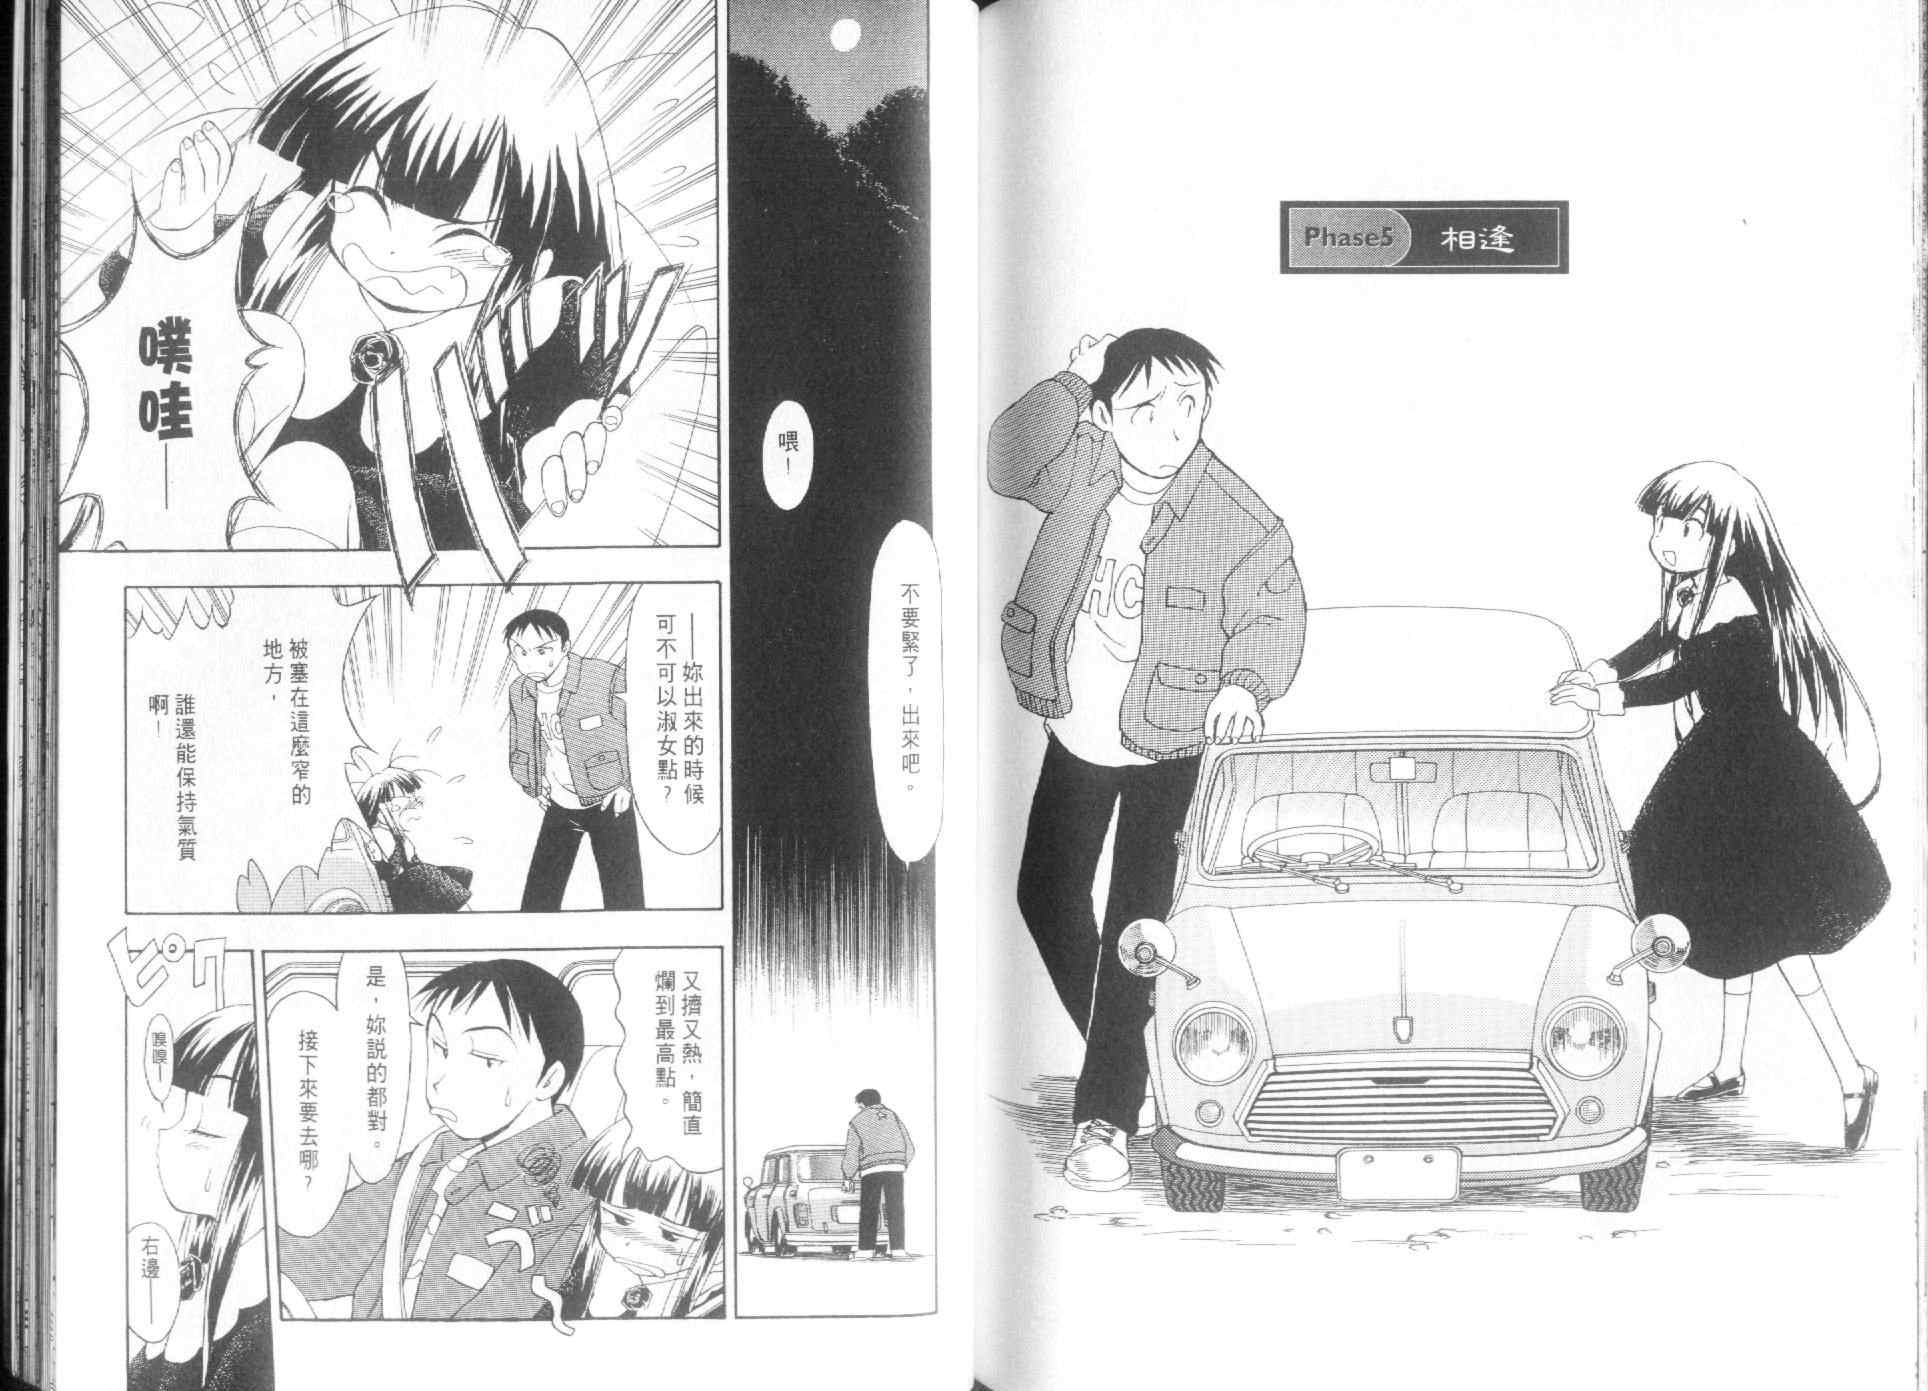 Phase5 相逢
HC
喂！
不要緊了，出來吧。
噗
哇——
——妳出來的時候
可不可以淑女點？
被塞在這麼窄的
地方，
誰還能保持氣質
啊！
又擠又熱，簡直
爛到最高點。
是，妳說的都對。
接下來要去哪？
ピク
嗅嗅
右邊——